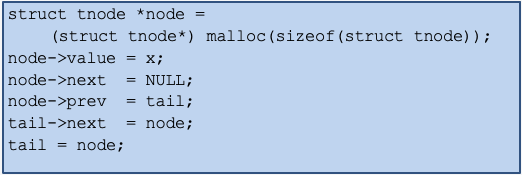 struct tnode *node =
    (struct tnode*) malloc(sizeof(struct tnode));
node->value = x;
node->next  = NULL;
node->prev  = tail;
tail->next  = node;
tail = node;